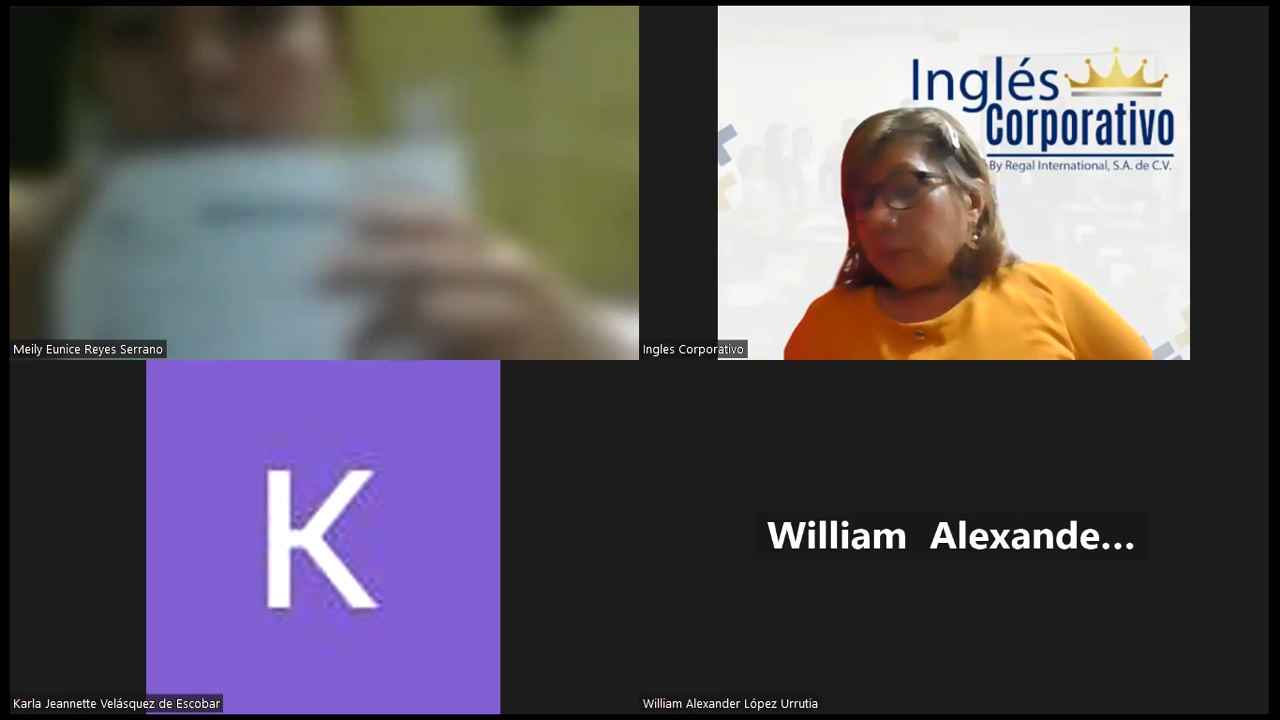 Inglés
Corporativo
By Regal International, S.A. de C.V.
Meily Eunice Reyes Serrano
Ingles Corporativo
K
William Alexande...
Karla Jeannette Velásquez de Escobar
William Alexander López Urrutia